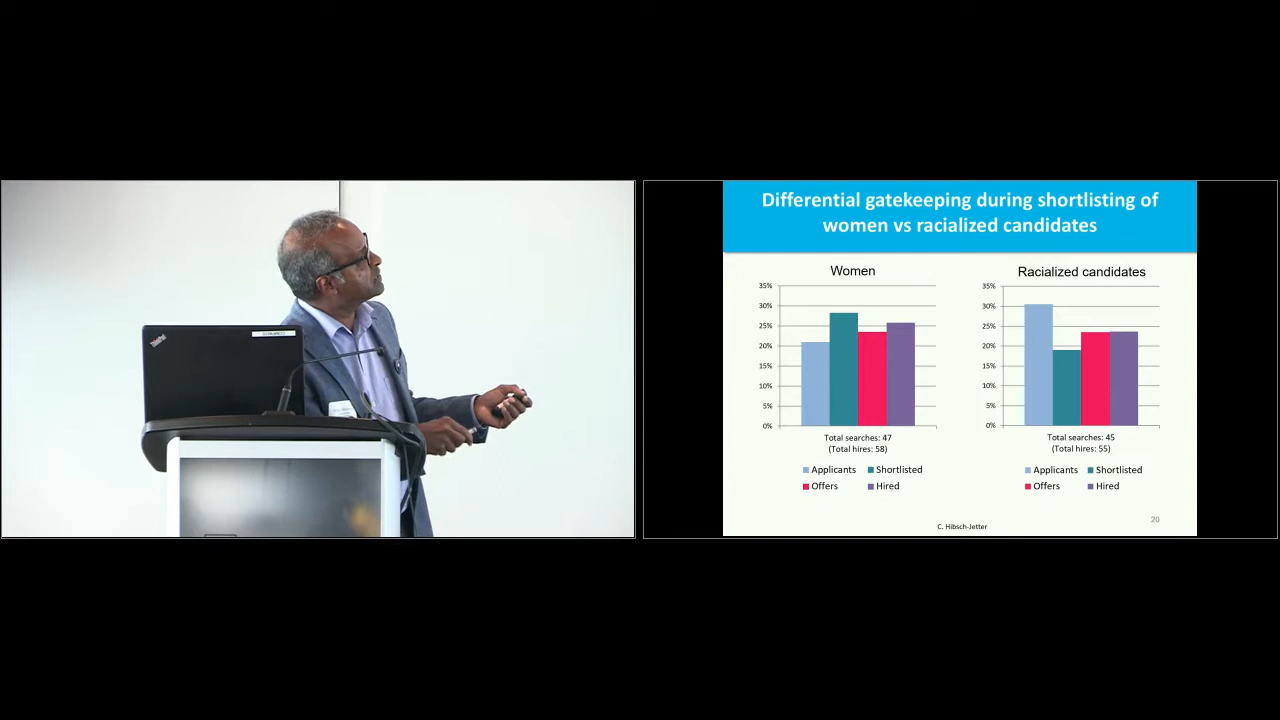 ThinkPad
Differential gatekeeping during shortlisting of
women vs racialized candidates
Women
35%
30%
25%
20%
15%
10%
5%
0%
Total searches: 47
(Total hires: 58)
Applicants
Shortlisted
Offers
Hired
Racialized candidates
35%
30%
25%
20%
15%
10%
5%
0%
Total searches: 45
(Total hires: 55)
Applicants
Shortlisted
Offers
Hired
C. Hibsch-Jetter
20